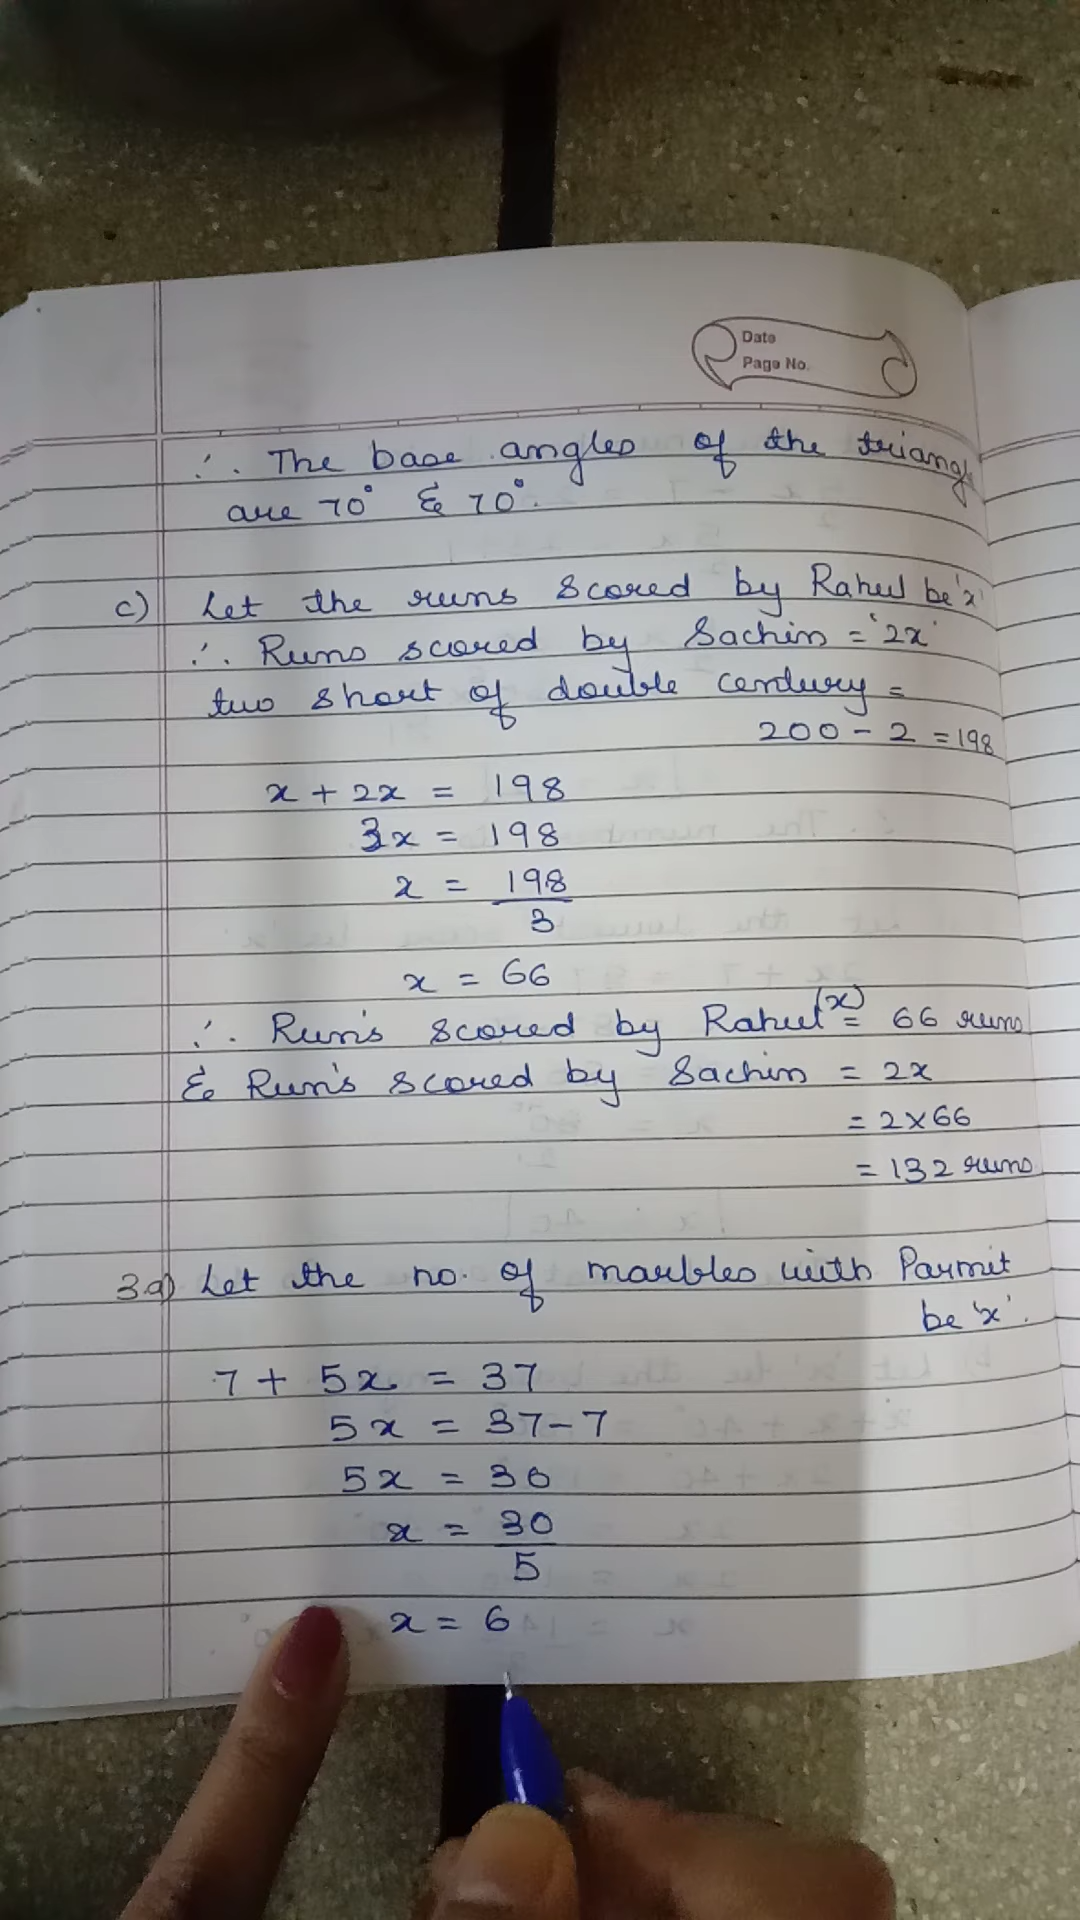 Date
Page No.
∴ The base angles of the triangl
are 70° & 70°.
c) Let the runs scored by Rahul be 'x'
∴ Runs scored by Sachin = '2x'
two short of double century =
200 - 2 = 198
x + 2x = 198
3x = 198
x = 198
3
x = 66
∴ Run's scored by Rahul (x) = 66 runs
& Run's scored by Sachin = 2x
= 2 × 66
= 132 runs
3.a) Let the no. of marbles with Parmit
be 'x'.
7 + 5x = 37
5x = 37 - 7
5x = 30
x = 30
5
x = 6